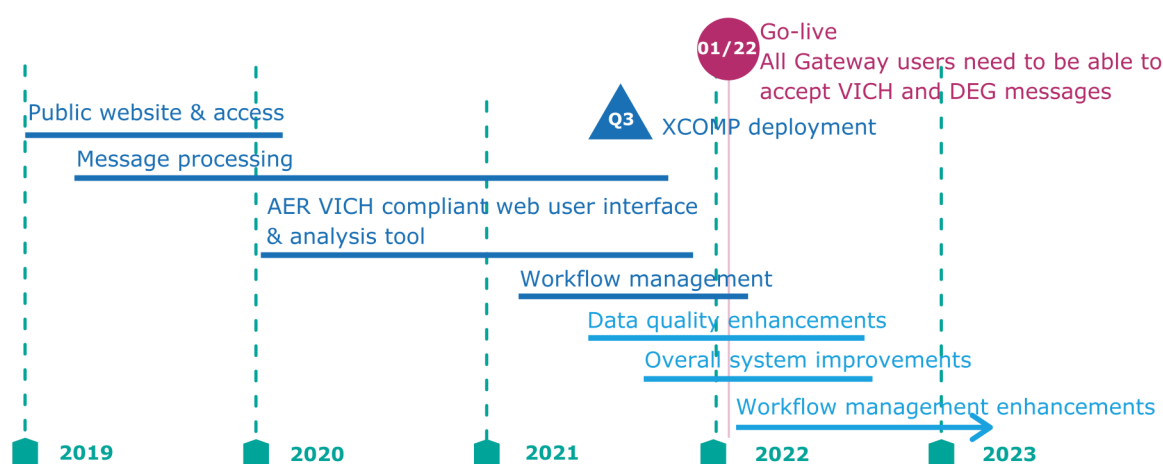 01/22
Go-live
All Gateway users need to be able to
accept VICH and DEG messages
Public website & access
Q3
XCOMP deployment
Message processing
AER VICH compliant web user interface
& analysis tool
Workflow management
Data quality enhancements
Overall system improvements
Workflow management enhancements
2019
2020
2021
2022
2023